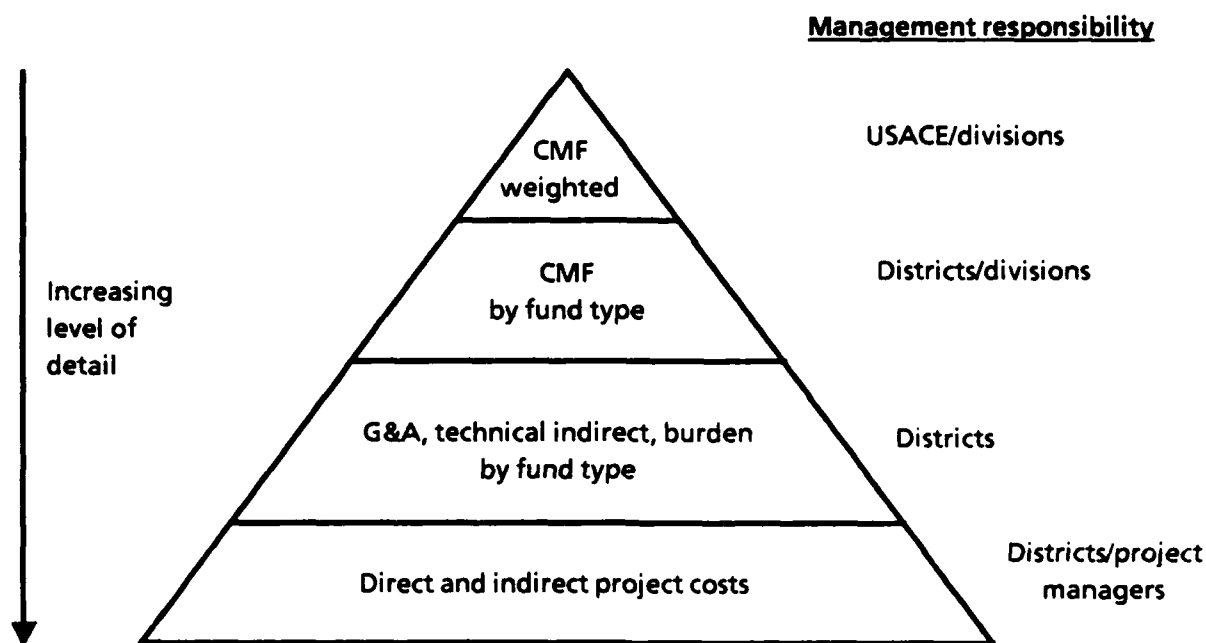 Management responsibility
CMF
weighted
USACE/divisions
CMF
by fund type
Districts/divisions
Increasing
level of
detail
G&A, technical indirect, burden
by fund type
Districts
Direct and indirect project costs
Districts/project
managers